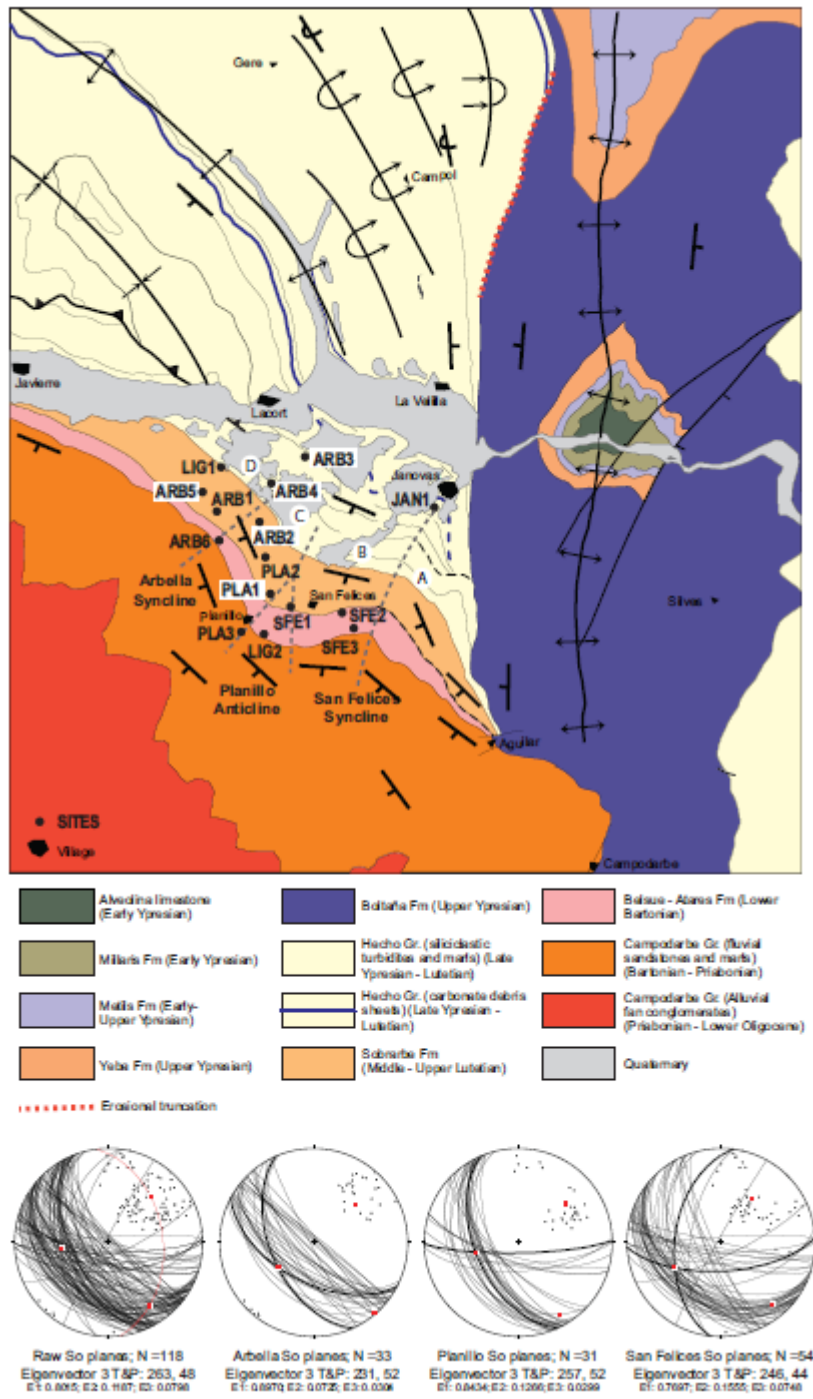 Gere
Campol
Javierre
Lacort
La Velilla
ARB3
LIG1
D
ARB4
Janovas
ARB5
ARB1
JAN1
C
ARB2
ARB6
B
PLA2
A
Arbella
Syncline
PLA1
San Felices
Planillo
SFE1
SFE2
Silves
PLA3
LIG2
SFE3
Planillo
Anticline
San Felices
Syncline
Aguilar
SITES
Village
Campodarbe
Alveolina limestone
(Early Ypresian)
Boltaña Fm (Upper Ypresian)
Belsue - Atares Fm (Lower
Bartonian)
Millaris Fm (Early Ypresian)
Hecho Gr. (siliciclastic
turbidites and marls) (Late
Ypresian - Lutetian)
Campodarbe Gr. (fluvial
sandstones and marls)
(Bartonian - Priabonian)
Metils Fm (Early-
Upper Ypresian)
Hecho Gr. (carbonate debris
sheets) (Late Ypresian -
Lutetian)
Campodarbe Gr. (Alluvial
fan conglomerates)
(Priabonian - Lower Oligocene)
Yeba Fm (Upper Ypresian)
Sobrarbe Fm
(Middle - Upper Lutetian)
Quaternary
Erosional truncation
Raw So planes; N =118
Eigenvector 3 T&P: 263, 48
Arbella So planes; N =33
Eigenvector 3 T&P: 231, 52
Planillo So planes; N =31
Eigenvector 3 T&P: 257, 52
San Felices So planes; N =54
Eigenvector 3 T&P: 246, 44